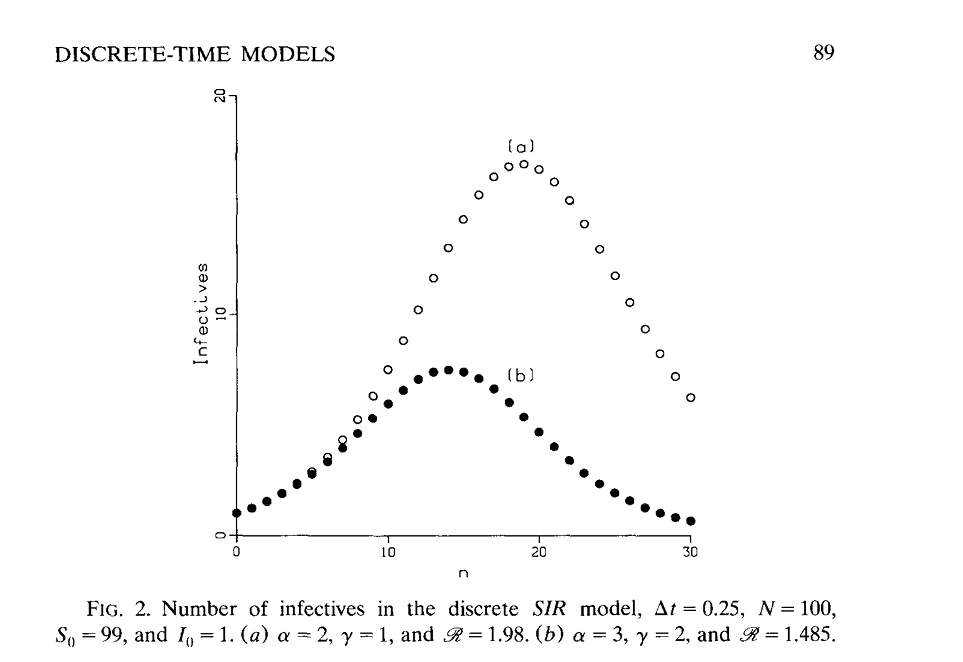 DISCRETE-TIME MODELS 89
20
(a)
Infectives
10
(b)
0
0 10 20 30
n
FIG. 2. Number of infectives in the discrete SIR model, Δt = 0.25, N = 100,
S₀ = 99, and I₀ = 1. (a) α = 2, γ = 1, and ℛ = 1.98. (b) α = 3, γ = 2, and ℛ = 1.485.